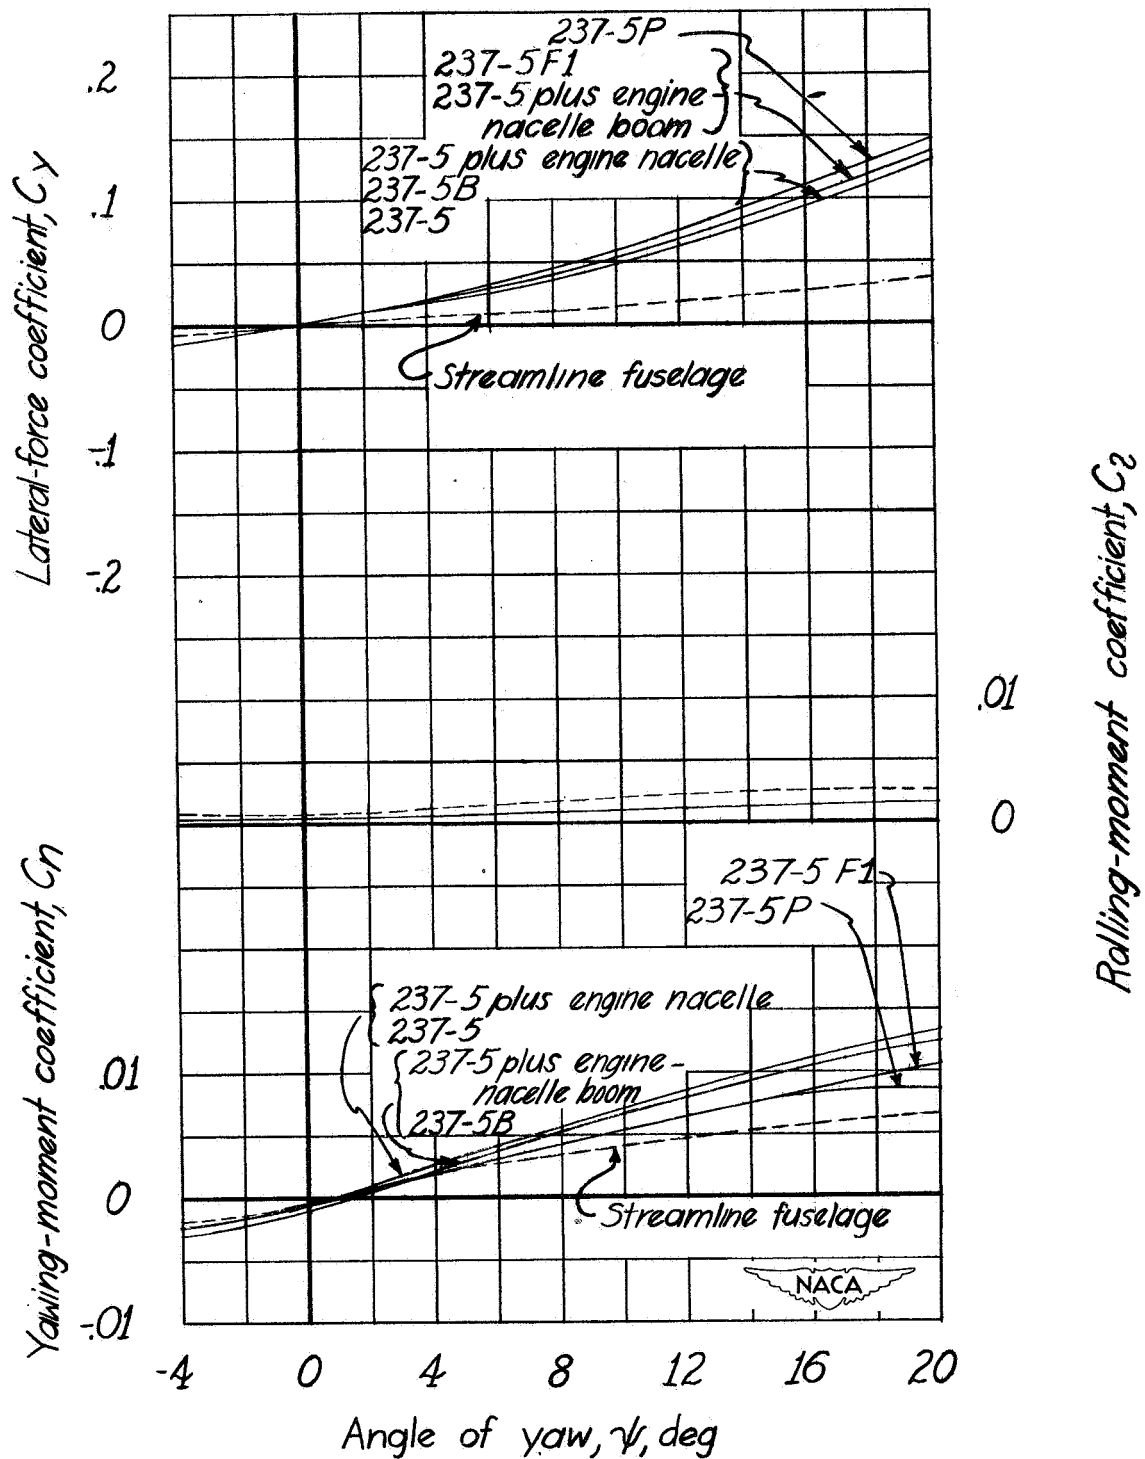 237-5P
.2
237-5F1
237-5 plus engine
nacelle boom
237-5 plus engine nacelle
237-5B
.1
237-5
0
Streamline fuselage
-.1
-.2
Lateral-force coefficient, Cy
.01
0
Rolling-moment coefficient, Cl
237-5 F1
237-5P
237-5 plus engine nacelle
237-5
237-5 plus engine-
nacelle boom
237-5B
.01
0
Streamline fuselage
NACA
-.01
Yawing-moment coefficient, Cn
-4 0 4 8 12 16 20
Angle of yaw, ψ, deg